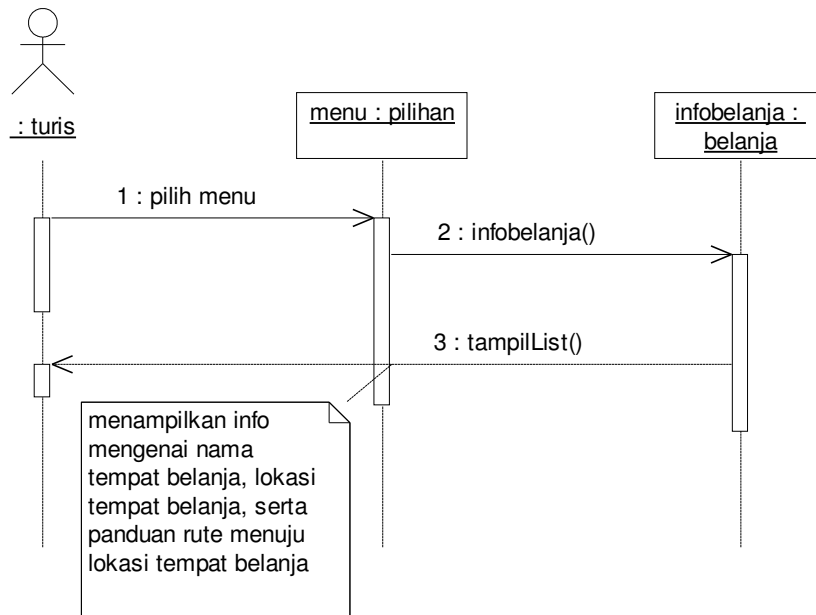 : turis
menu : pilihan
infobelanja :
belanja
1 : pilih menu
2 : infobelanja()
3 : tampilList()
menampilkan info
mengenai nama
tempat belanja, lokasi
tempat belanja, serta
panduan rute menuju
lokasi tempat belanja